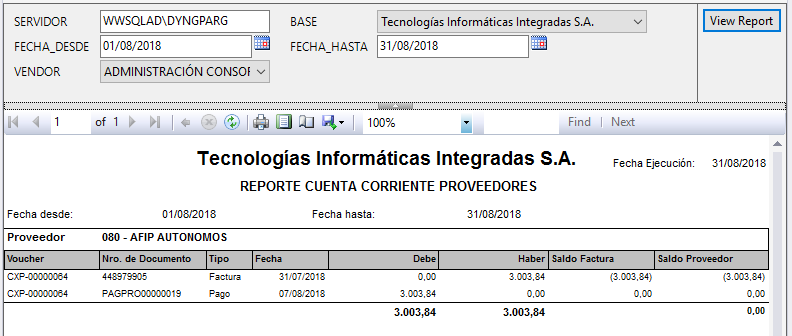 SERVIDOR WWSQLAD\DYNGPARG BASE Tecnologías Informáticas Integradas S.A. View Report
FECHA_DESDE 01/08/2018 FECHA_HASTA 31/08/2018
VENDOR ADMINISTRACIÓN CONSOF
1 of 1 100% Find | Next
Tecnologías Informáticas Integradas S.A. Fecha Ejecución: 31/08/2018
REPORTE CUENTA CORRIENTE PROVEEDORES
Fecha desde: 01/08/2018 Fecha hasta: 31/08/2018
Proveedor 080 - AFIP AUTONOMOS
Voucher Nro. de Documento Tipo Fecha Debe Haber Saldo Factura Saldo Proveedor
CXP-00000064 448979905 Factura 31/07/2018 0,00 3.003,84 (3.003,84) (3.003,84)
CXP-00000064 PAGPRO00000019 Pago 07/08/2018 3.003,84 0,00 0,00 0,00
3.003,84 3.003,84 0,00